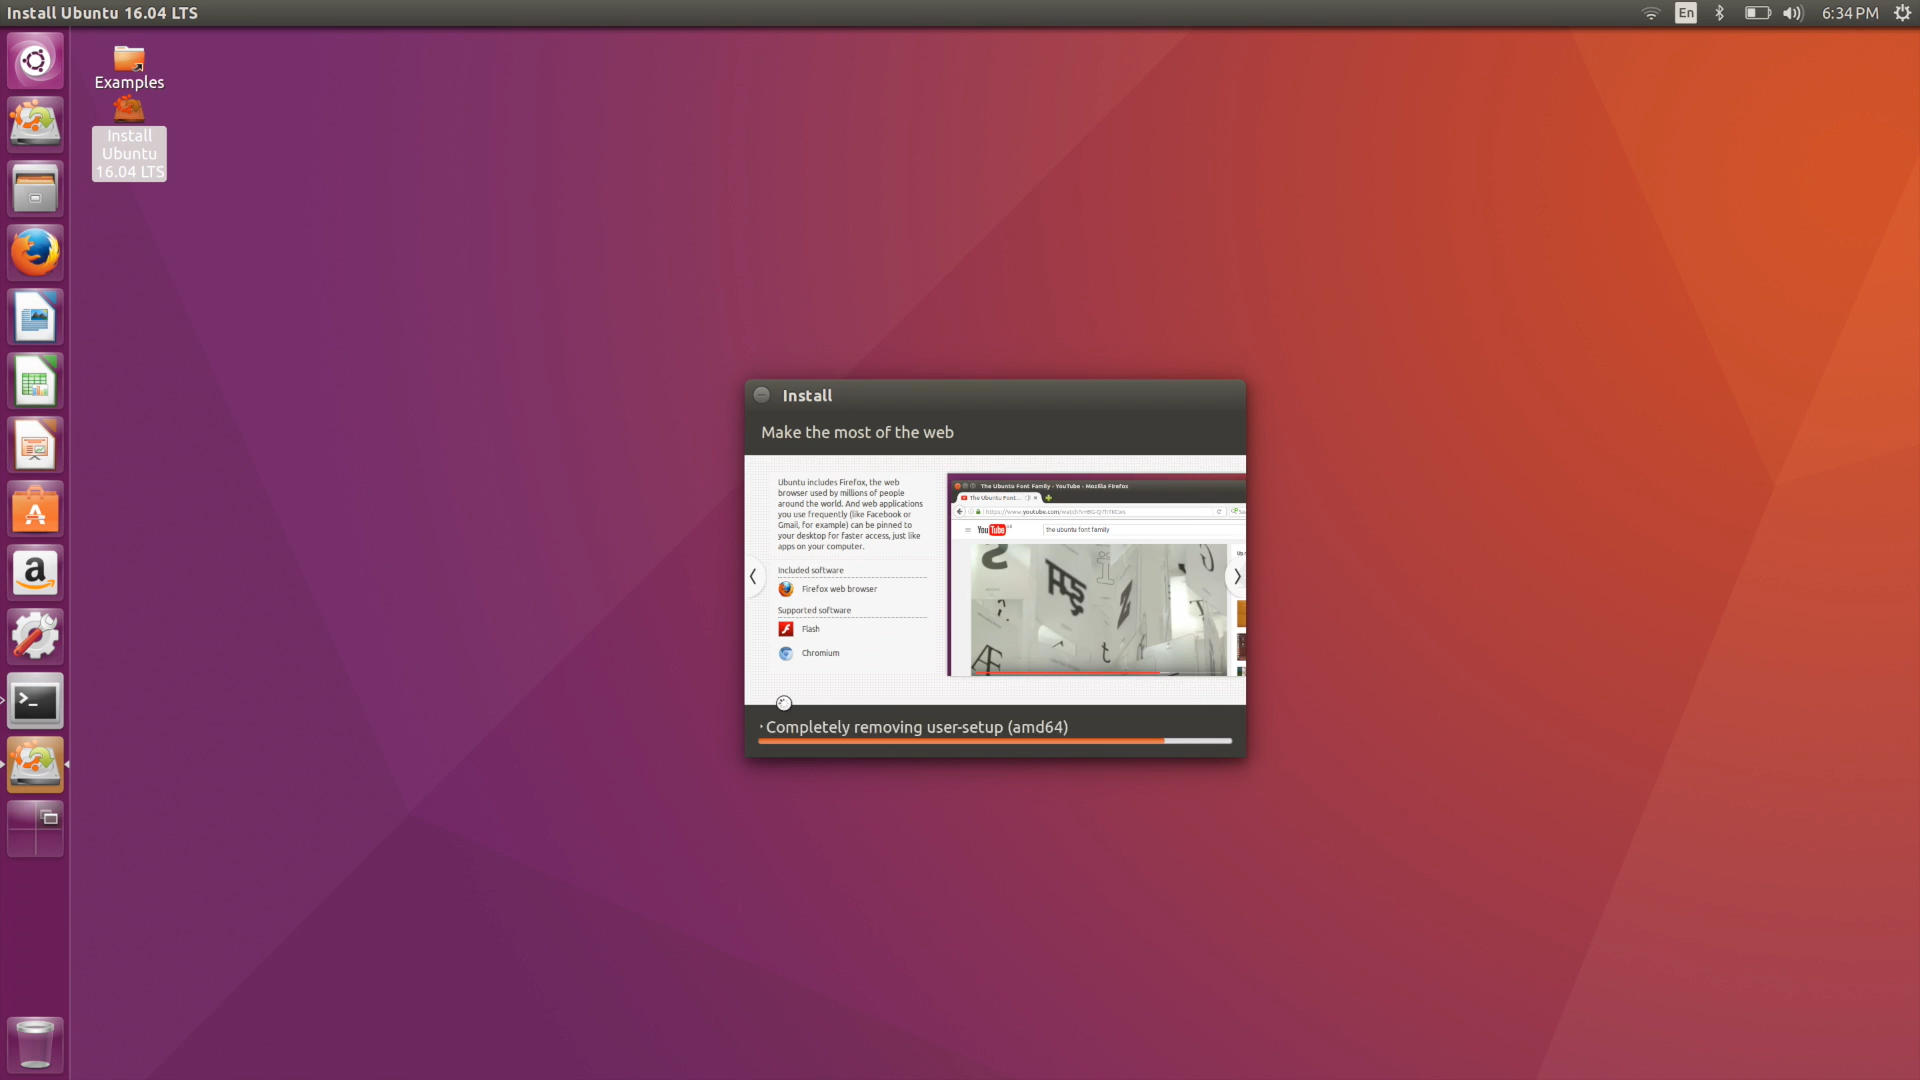 Install Ubuntu 16.04 LTS
En
6:34 PM
Examples
Install
Ubuntu
16.04 LTS
Install
Make the most of the web
Ubuntu includes Firefox, the web
browser used by millions of people
around the world. And web applications
you use frequently (like Facebook or
Gmail, for example) can be pinned to
your desktop for faster access, just like
apps on your computer.
Included software
Firefox web browser
Supported software
Flash
Chromium
The Ubuntu Font Family - YouTube - Mozilla Firefox
The Ubuntu Font...
YouTube
the ubuntu font family
Completely removing user-setup (amd64)